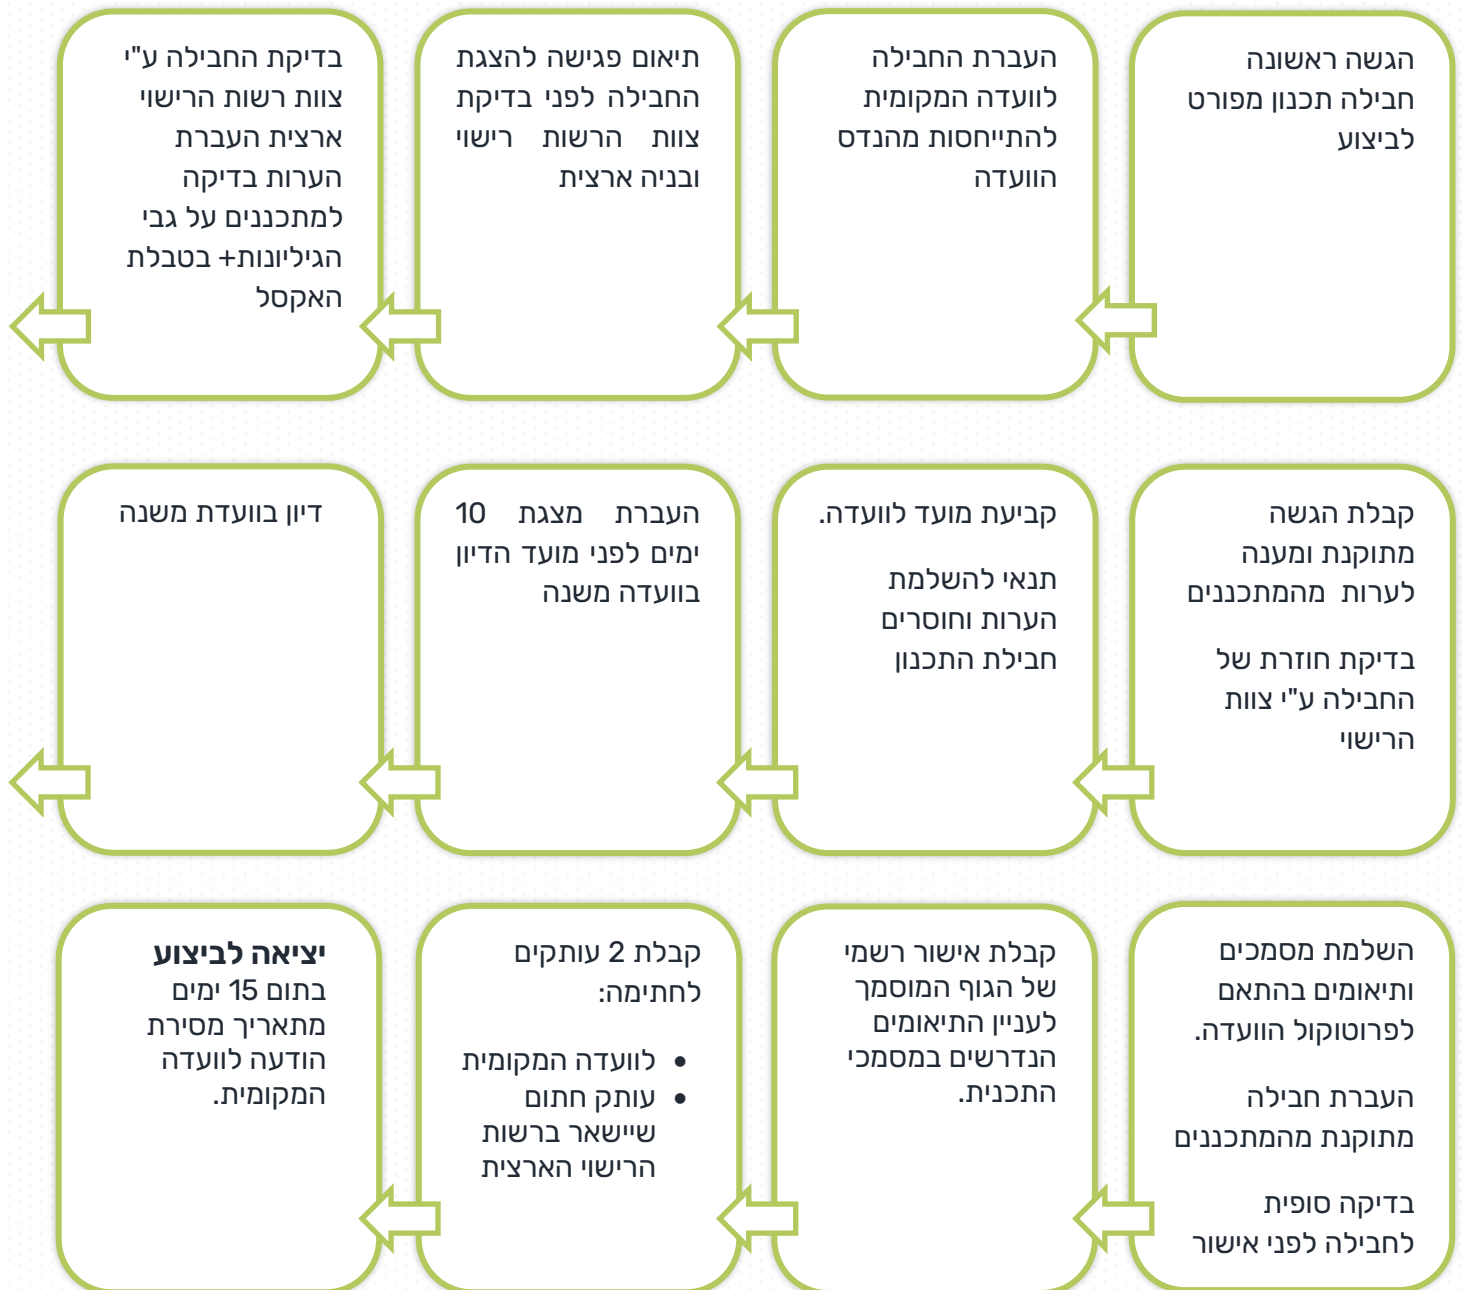 הגשה ראשונה
חבילה תכנון מפורט
לביצוע
העברת החבילה
לוועדה המקומית
להתייחסות מהנדס
הוועדה
תיאום פגישה להצגת
החבילה לפני בדיקת
צוות הרשות רישוי
ובניה ארצית
בדיקת החבילה ע"י
צוות רשות הרישוי
ארצית העברת
הערות בדיקה
למתכננים על גבי
הגיליונות+ בטבלת
האקסל
קבלת הגשה
מתוקנת ומענה
לערות מהמתכננים
בדיקת חוזרת של
החבילה ע"י צוות
הרישוי
קביעת מועד לוועדה.
תנאי להשלמת
הערות וחוסרים
חבילת התכנון
העברת מצגת 10
ימים לפני מועד הדיון
בוועדה משנה
דיון בוועדת משנה
השלמת מסמכים
ותיאומים בהתאם
לפרוטוקול הוועדה.
העברת חבילה
מתוקנת מהמתכננים
בדיקה סופית
לחבילה לפני אישור
קבלת אישור רשמי
של הגוף המוסמך
לעניין התיאומים
הנדרשים במסמכי
התכנית.
קבלת 2 עותקים
לחתימה:
• לוועדה המקומית
• עותק חתום
שיישאר ברשות
הרישוי הארצית
יציאה לביצוע
בתום 15 ימים
מתאריך מסירת
הודעה לוועדה
המקומית.